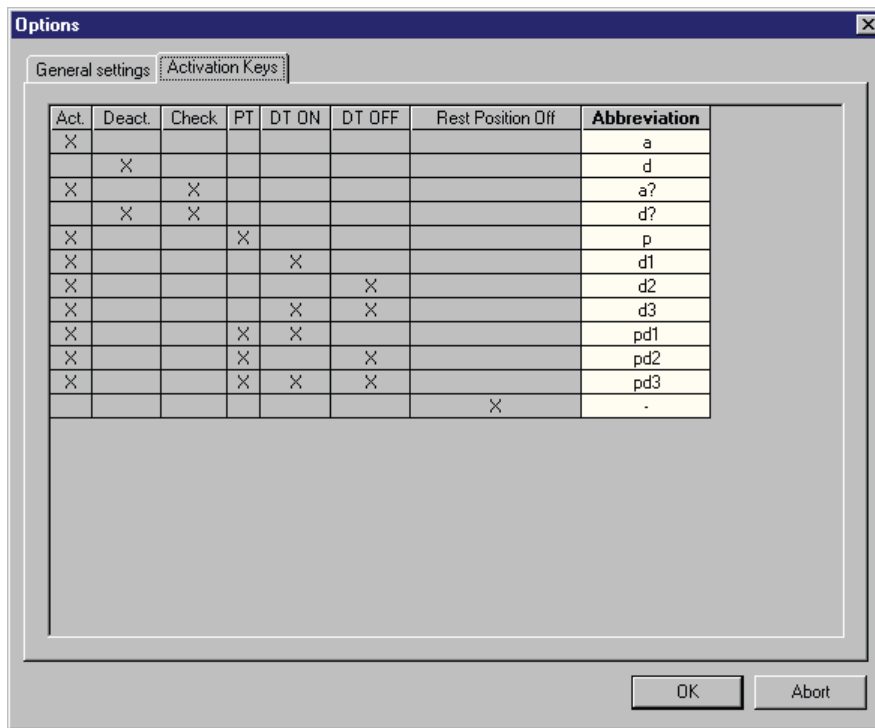 Options
General settings Activation Keys
Act. Deact. Check PT DT ON DT OFF Rest Position Off Abbreviation
X a
X d
X X a?
X X d?
X X p
X X d1
X X d2
X X X d3
X X X pd1
X X X pd2
X X X X pd3
X -
OK Abort